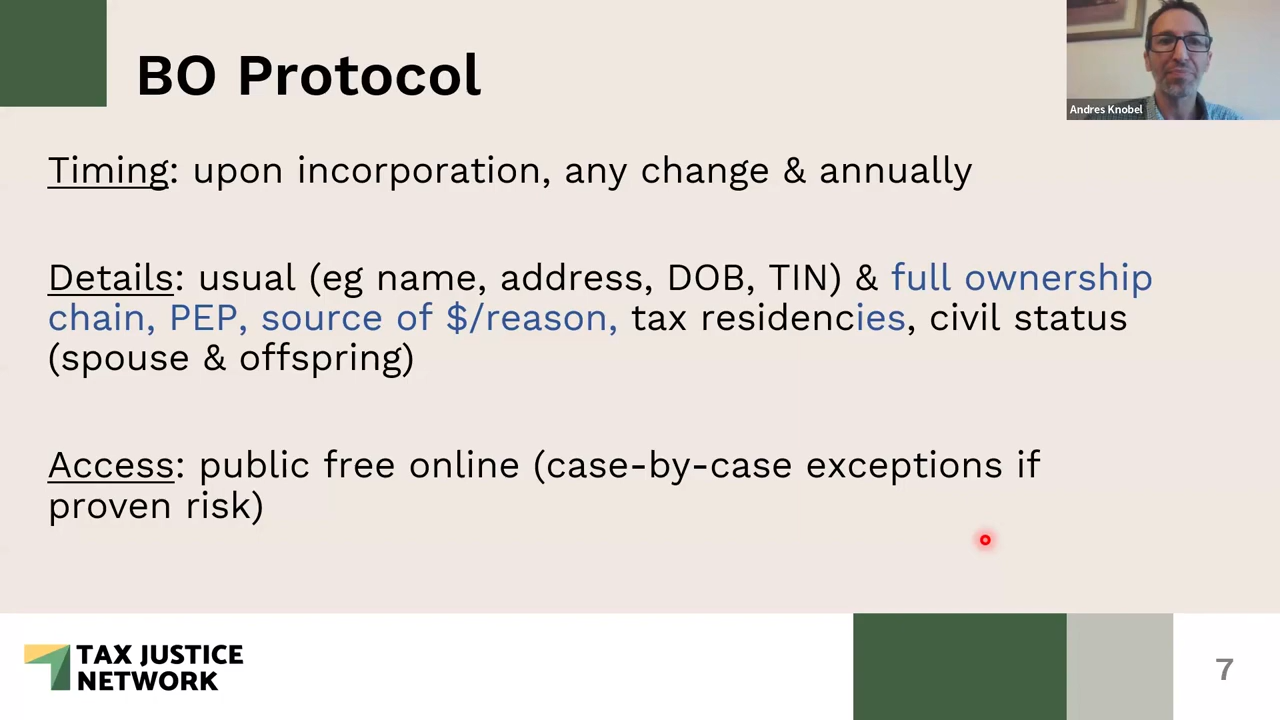 BO Protocol
Andres Knobel
Timing: upon incorporation, any change & annually
Details: usual (eg name, address, DOB, TIN) & full ownership
chain, PEP, source of $/reason, tax residencies, civil status
(spouse & offspring)
Access: public free online (case-by-case exceptions if
proven risk)
TAX JUSTICE
NETWORK
7